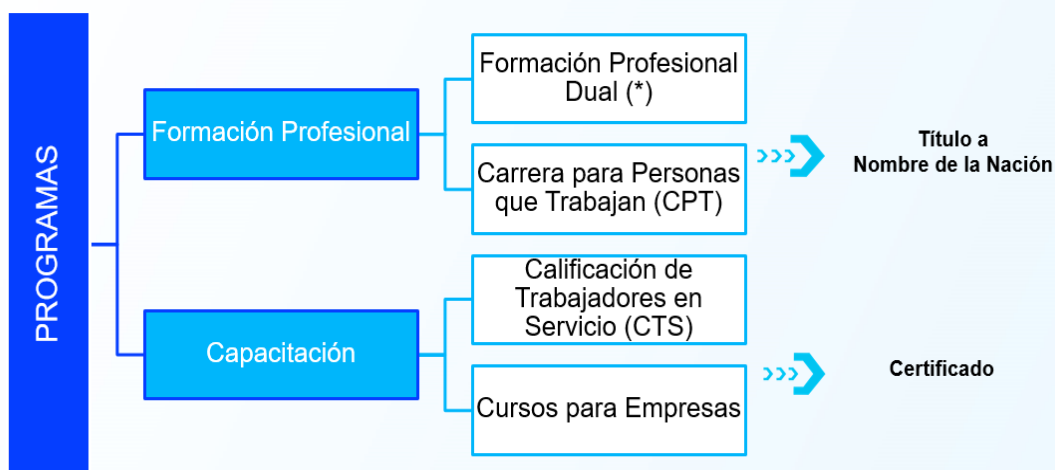 PROGRAMAS
Formación Profesional
Formación Profesional
Dual (*)
Carrera para Personas
que Trabajan (CPT)
Título a
Nombre de la Nación
Capacitación
Calificación de
Trabajadores en
Servicio (CTS)
Cursos para Empresas
Certificado